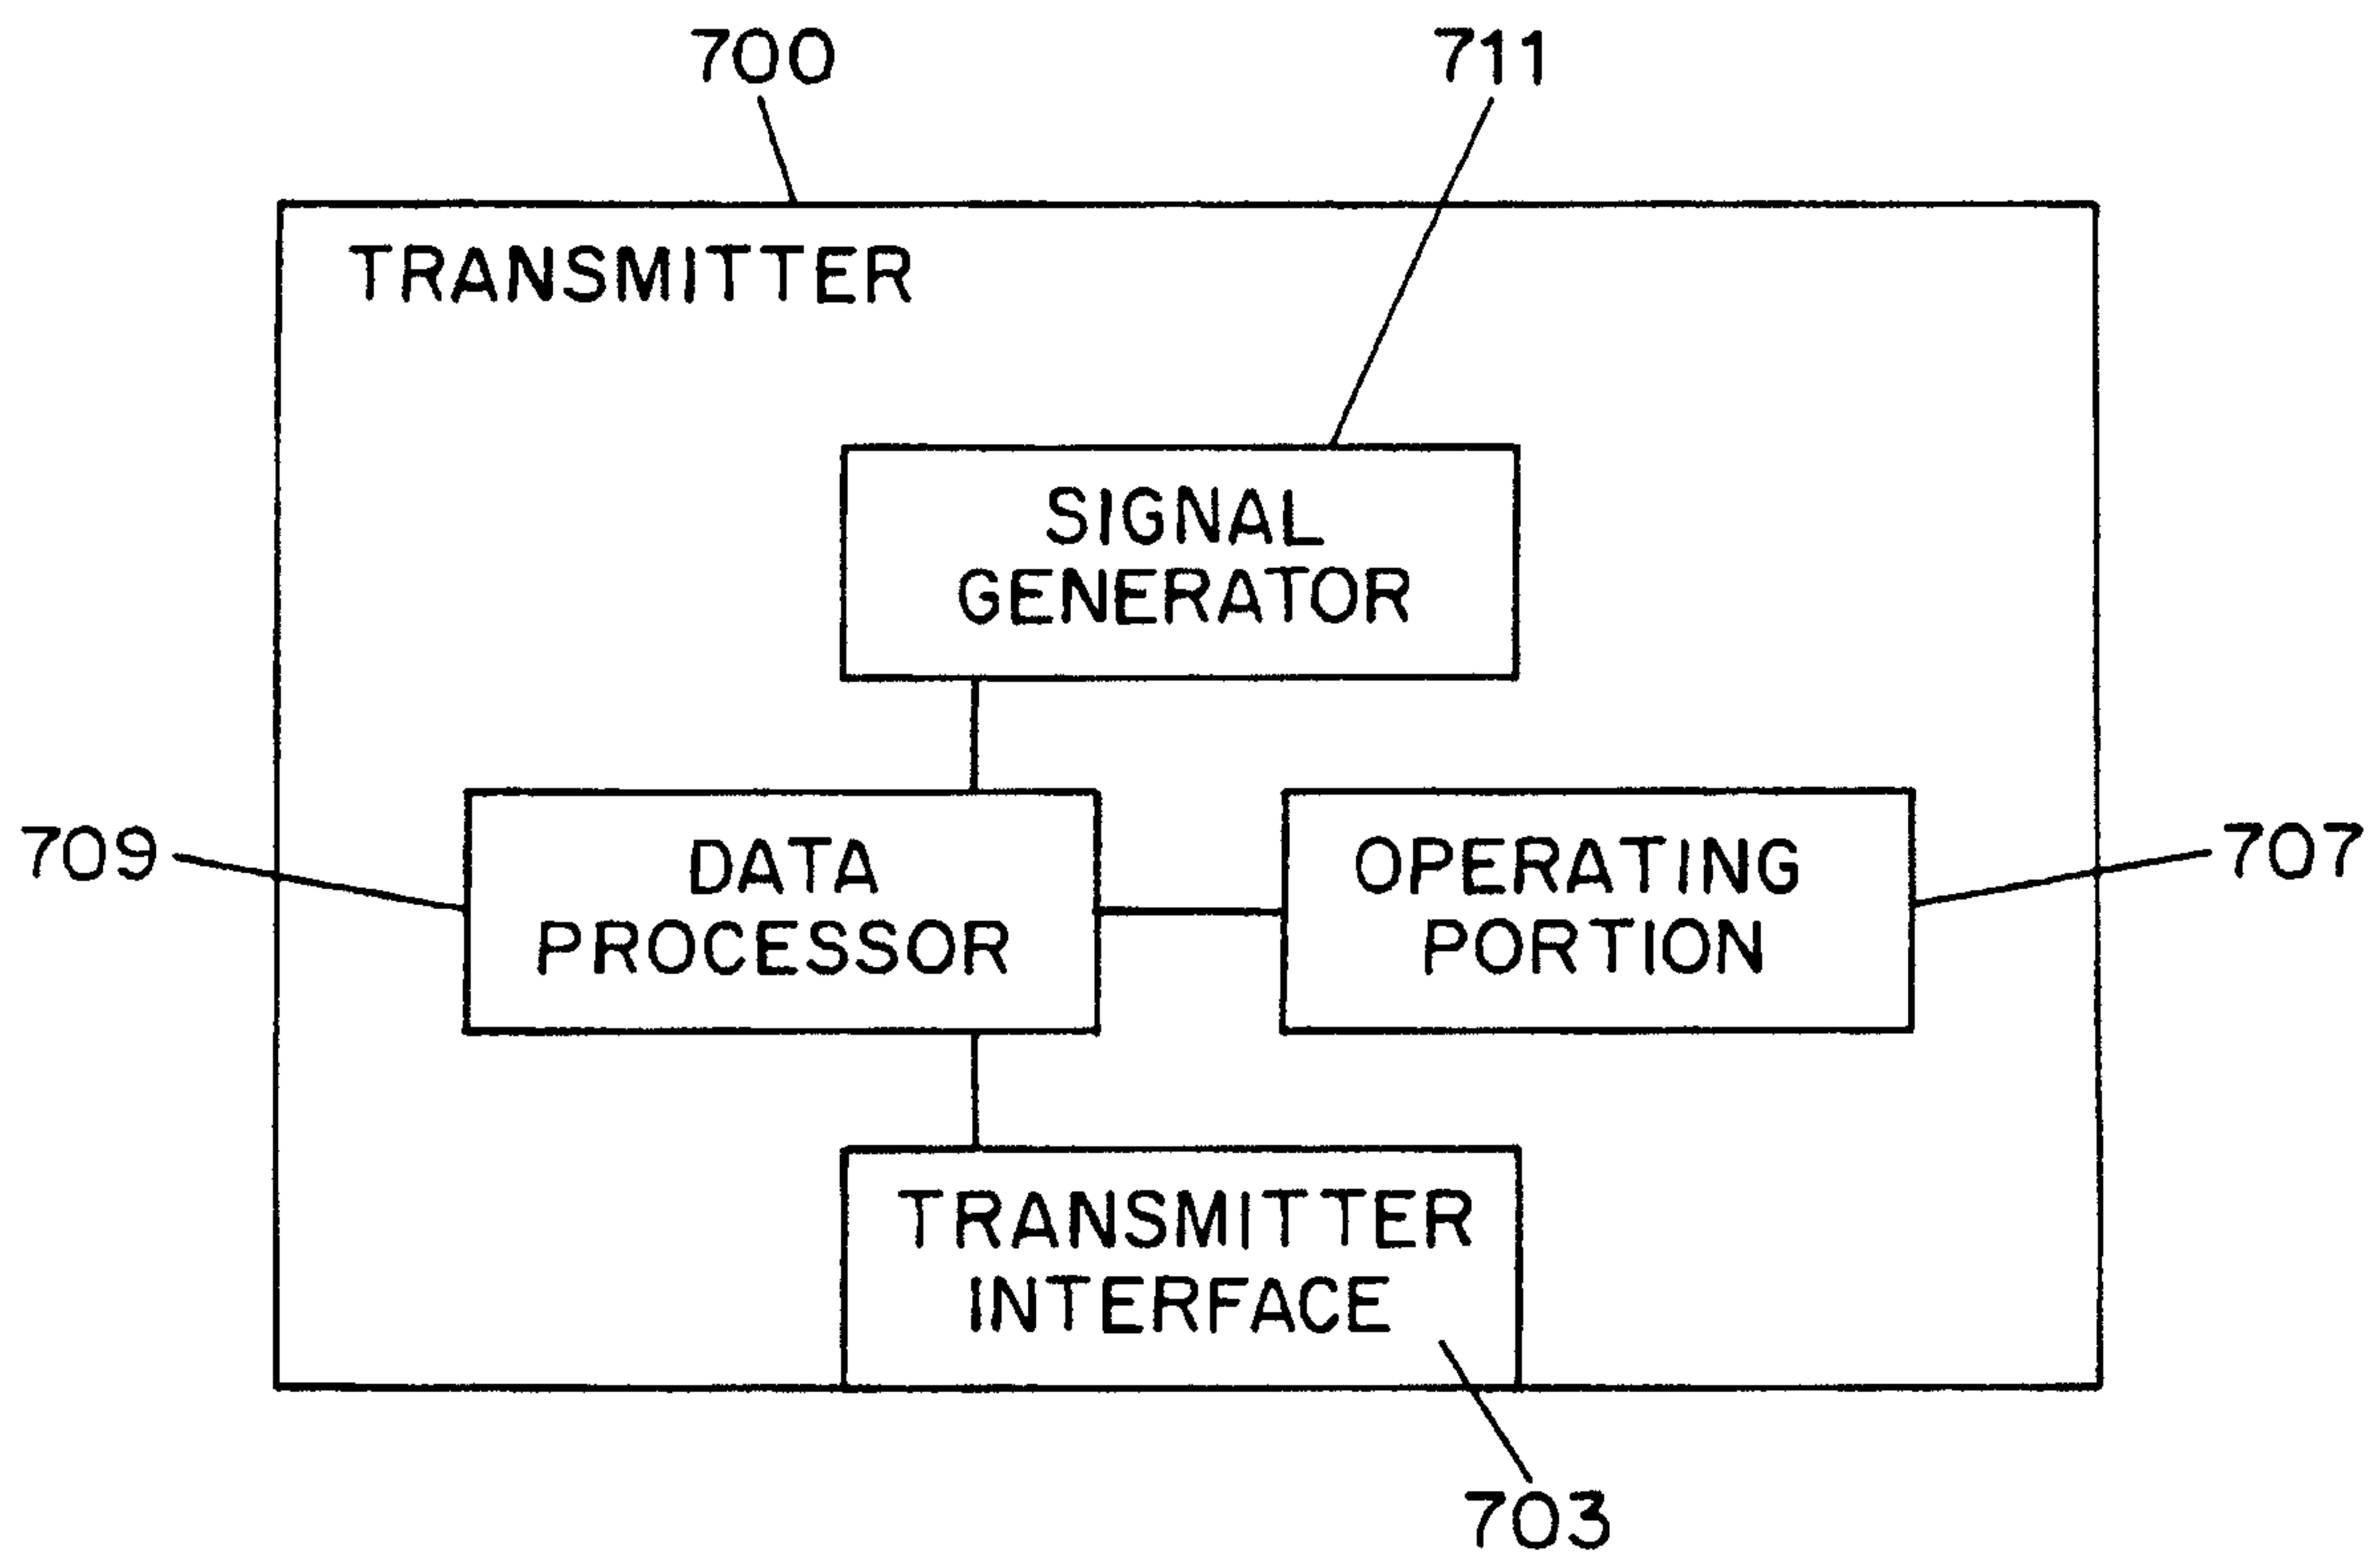 700
711
TRANSMITTER
SIGNAL
GENERATOR
709
DATA
PROCESSOR
OPERATING
PORTION
707
TRANSMITTER
INTERFACE
703